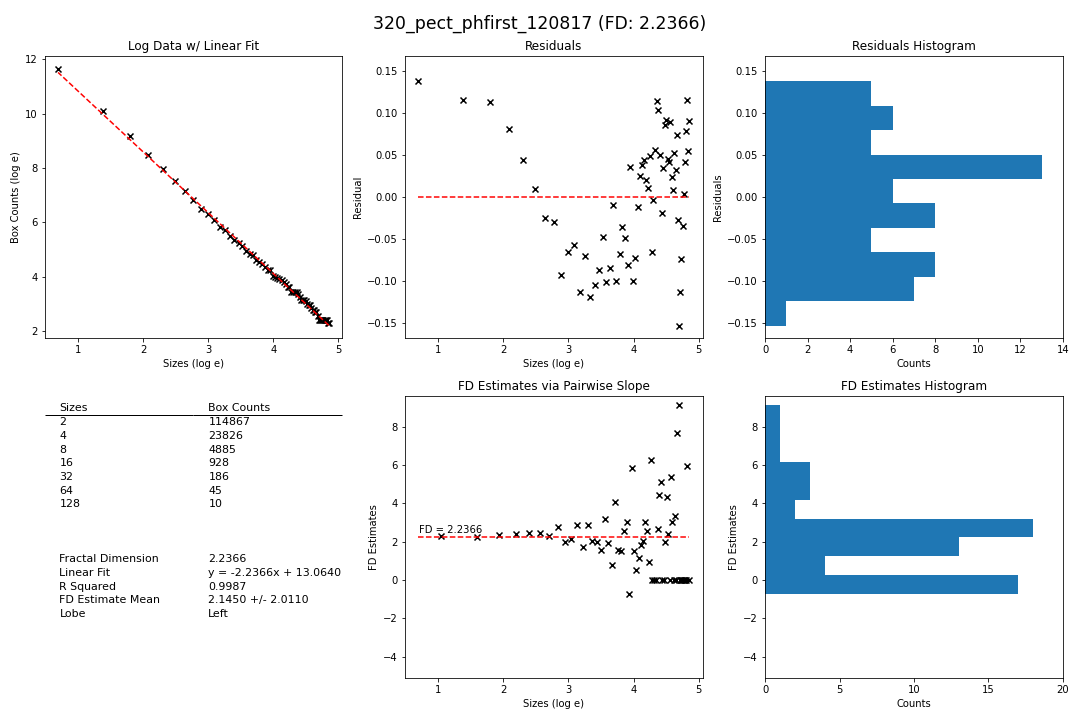 320_pect_phfirst_120817 (FD: 2.2366)
Log Data w/ Linear Fit
Box Counts (log e)
12
10
8
6
4
2
1 2 3 4 5
Sizes (log e)
Residuals
Residual
0.15
0.10
0.05
0.00
−0.05
−0.10
−0.15
1 2 3 4 5
Sizes (log e)
Residuals Histogram
Residuals
0.15
0.10
0.05
0.00
−0.05
−0.10
−0.15
0 2 4 6 8 10 12 14
Counts
Sizes Box Counts
2 114867
4 23826
8 4885
16 928
32 186
64 45
128 10
Fractal Dimension 2.2366
Linear Fit y = -2.2366x + 13.0640
R Squared 0.9987
FD Estimate Mean 2.1450 +/- 2.0110
Lobe Left
FD Estimates via Pairwise Slope
FD Estimates
8
6
4
2
0
−2
−4
FD = 2.2366
1 2 3 4 5
Sizes (log e)
FD Estimates Histogram
FD Estimates
8
6
4
2
0
−2
−4
0 5 10 15 20
Counts